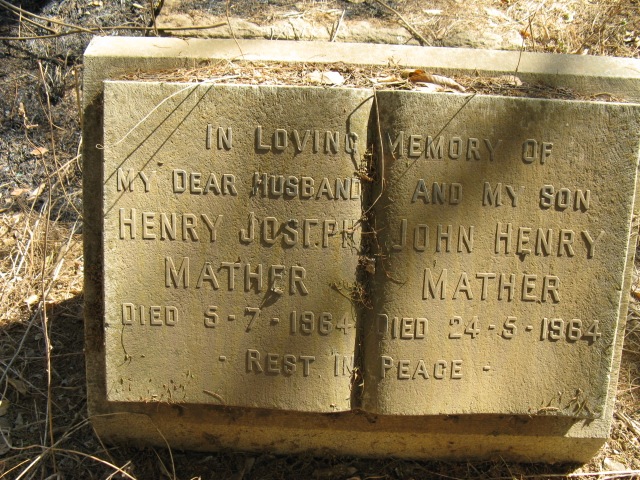 IN LOVING MEMORY OF
MY DEAR HUSBAND AND MY SON
HENRY JOSEPH JOHN HENRY
MATHER MATHER
DIED 5-7-1964 DIED 24-5-1964
- REST IN PEACE -